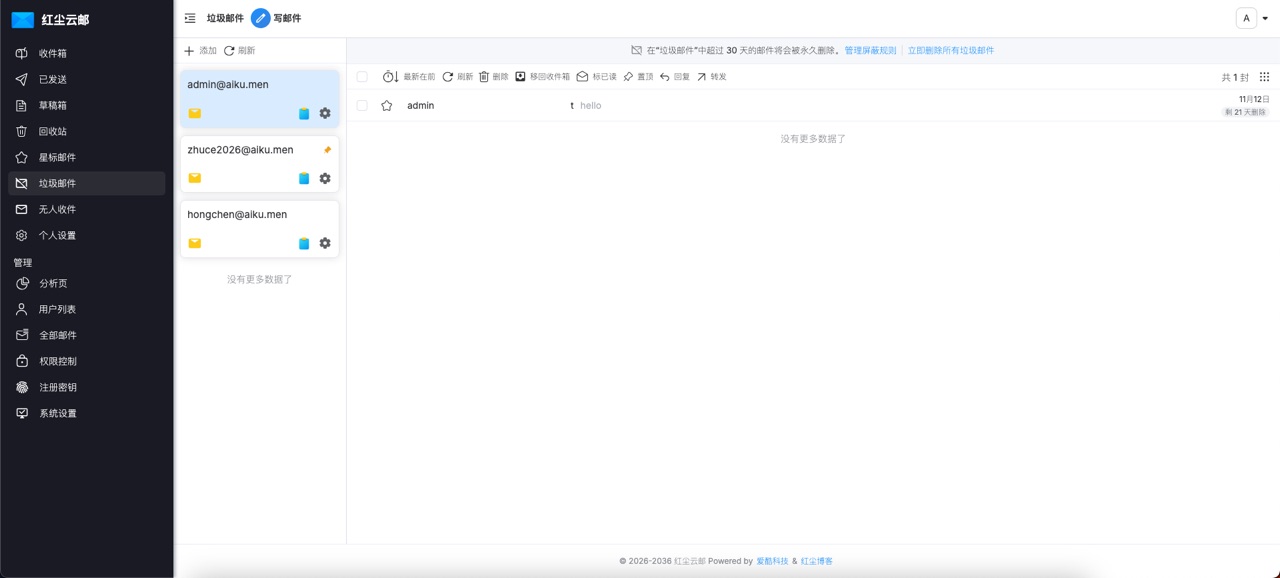 红尘云邮
收件箱
已发送
草稿箱
回收站
星标邮件
垃圾邮件
无人收件
个人设置
管理
分析页
用户列表
全部邮件
权限控制
注册密钥
系统设置
垃圾邮件 写邮件
A
添加 刷新
admin@aiku.men
zhuce2026@aiku.men
hongchen@aiku.men
没有更多数据了
在"垃圾邮件"中超过 30 天的邮件将会被永久删除。 管理屏蔽规则 立即删除所有垃圾邮件
最新在前 刷新 删除 移回收件箱 标已读 置顶 回复 转发 共 1 封
admin t hello 11月12日
剩 21 天删除
没有更多数据了
© 2026-2036 红尘云邮 Powered by 爱酷科技 & 红尘博客